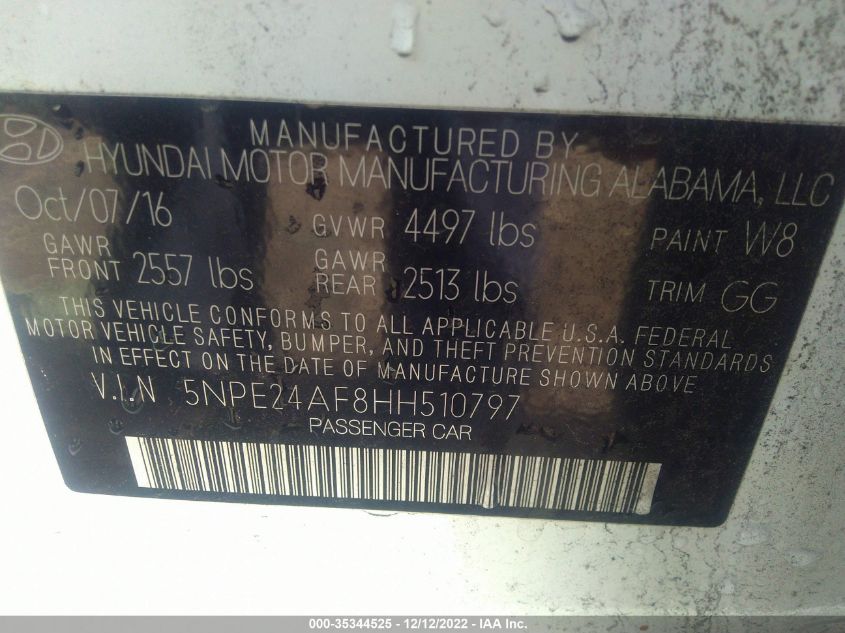 MANUFACTURED BY
HYUNDAI MOTOR MANUFACTURING ALABAMA, LLC
Oct/07/16 GVWR 4497 lbs PAINT W8
GAWR FRONT 2557 lbs GAWR REAR 2513 lbs TRIM GG
THIS VEHICLE CONFORMS TO ALL APPLICABLE U.S.A. FEDERAL
MOTOR VEHICLE SAFETY, BUMPER, AND THEFT PREVENTION STANDARDS
IN EFFECT ON THE DATE OF MANUFACTURE SHOWN ABOVE
V.I.N 5NPE24AF8HH510797
PASSENGER CAR
000-35344525 - 12/12/2022 - IAA Inc.